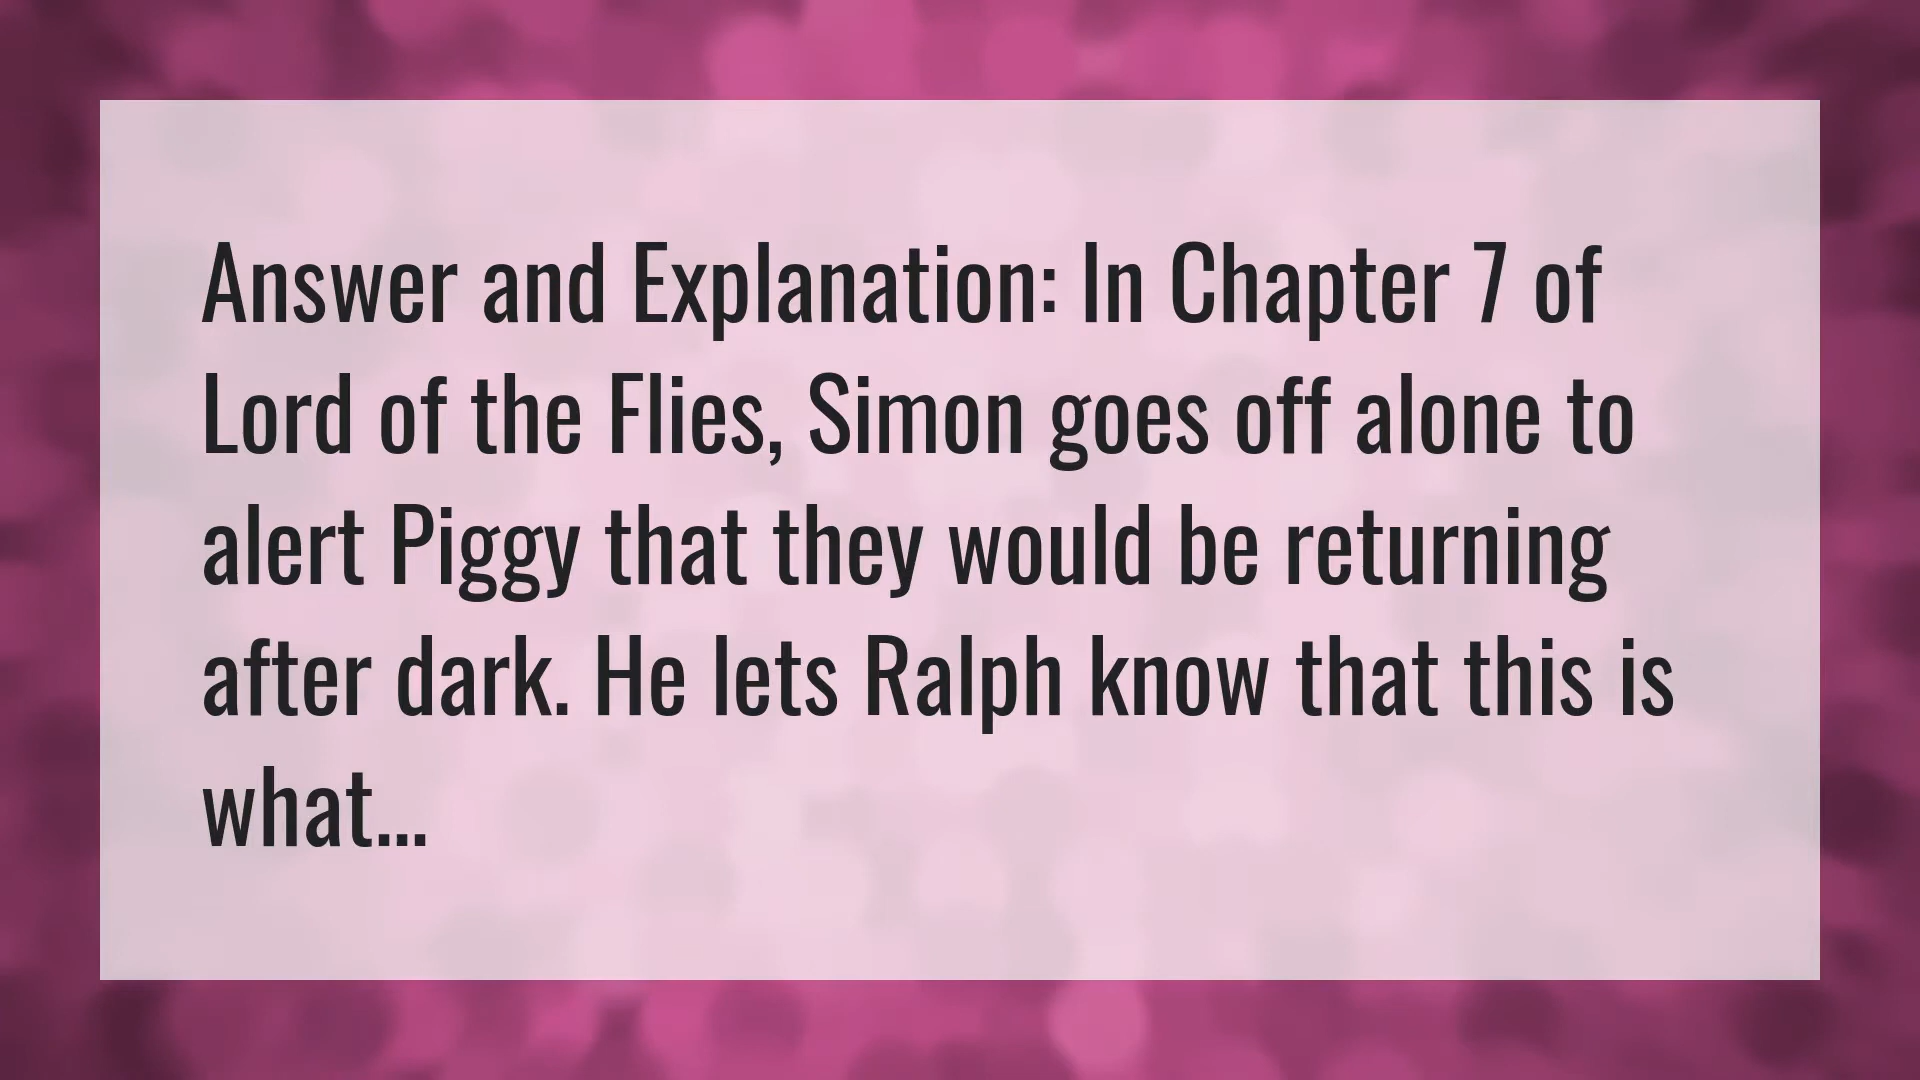 Answer and Explanation: In Chapter 7 of
Lord of the Flies, Simon goes off alone to
alert Piggy that they would be returning
after dark. He lets Ralph know that this is
what...